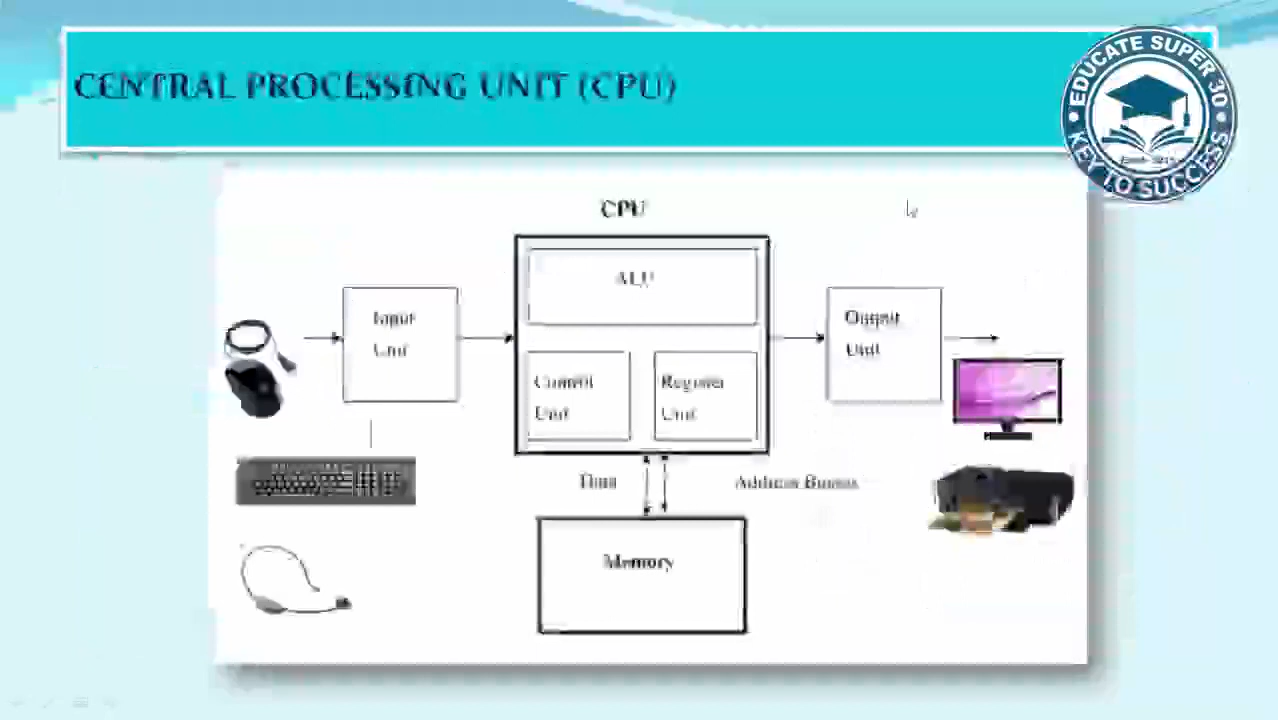 CENTRAL PROCESSING UNIT (CPU)
EDUCATE SUPER 30
KEY TO SUCCESS
CPU
ALU
Input
Unit
Output
Unit
Control
Unit
Register
Unit
Data
Address Busses
Memory